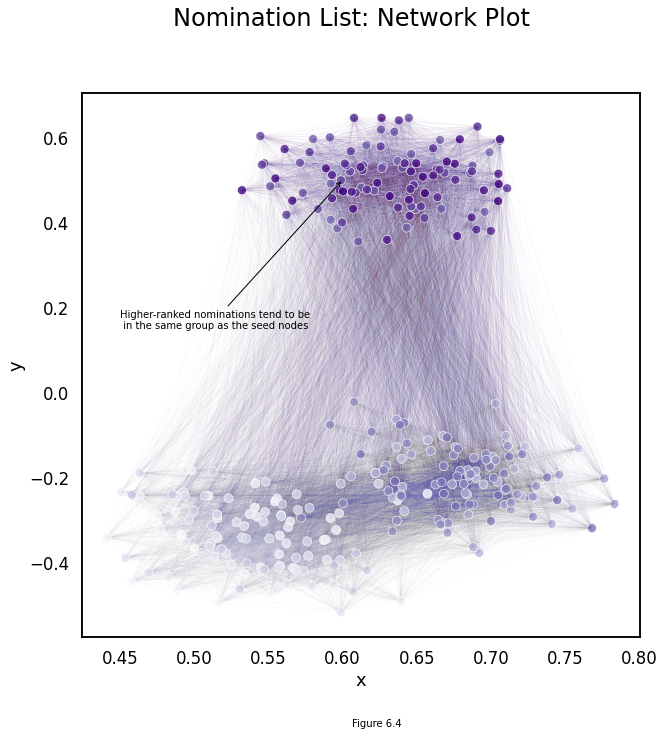 Nomination List: Network Plot
0.6
0.4
0.2
0.0
−0.2
−0.4
y
Higher-ranked nominations tend to be
in the same group as the seed nodes
0.45 0.50 0.55 0.60 0.65 0.70 0.75 0.80
x
Figure 6.4